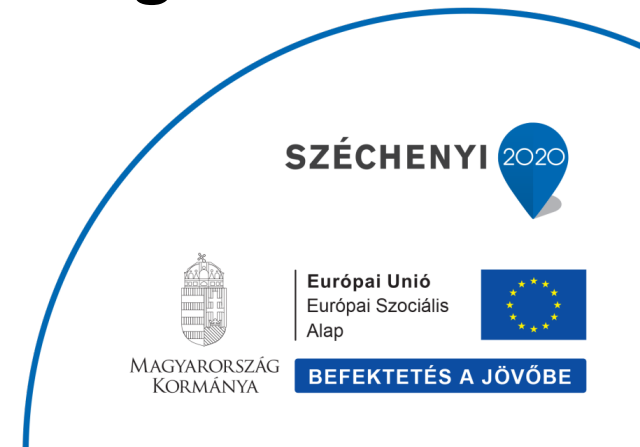 SZÉCHENYI 2020
Európai Unió
Európai Szociális
Alap
MAGYARORSZÁG
KORMÁNYA
BEFEKTETÉS A JÖVŐBE